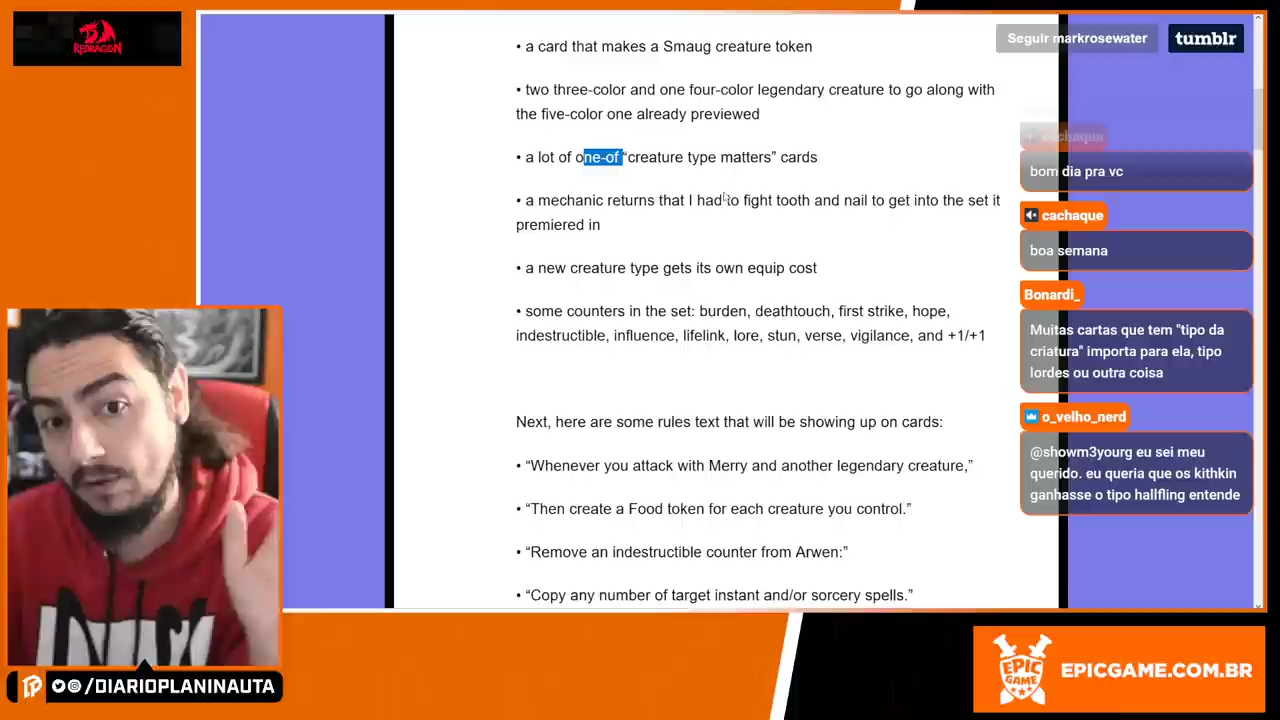 REDRAGON
• a card that makes a Smaug creature token
• two three-color and one four-color legendary creature to go along with
the five-color one already previewed
• a lot of one-of “creature type matters” cards
• a mechanic returns that I had to fight tooth and nail to get into the set it
premiered in
• a new creature type gets its own equip cost
• some counters in the set: burden, deathtouch, first strike, hope,
indestructible, influence, lifelink, lore, stun, verse, vigilance, and +1/+1
Next, here are some rules text that will be showing up on cards:
• “Whenever you attack with Merry and another legendary creature,”
• “Then create a Food token for each creature you control.”
• “Remove an indestructible counter from Arwen:”
• “Copy any number of target instant and/or sorcery spells.”
Seguir markrosewater
tumblr
cachaqua
bom dia pra vc
cachaque
boa semana
Bonardi_
Muitas cartas que tem "tipo da
criatura" importa para ela, tipo
lordes ou outra coisa
o_velho_nerd
@showm3yourg eu sei meu
querido. eu queria que os kithkin
ganhasse o tipo hallfling entende
/DIARIOPLANINAUTA
EPIC
GAME
EPICGAME.COM.BR